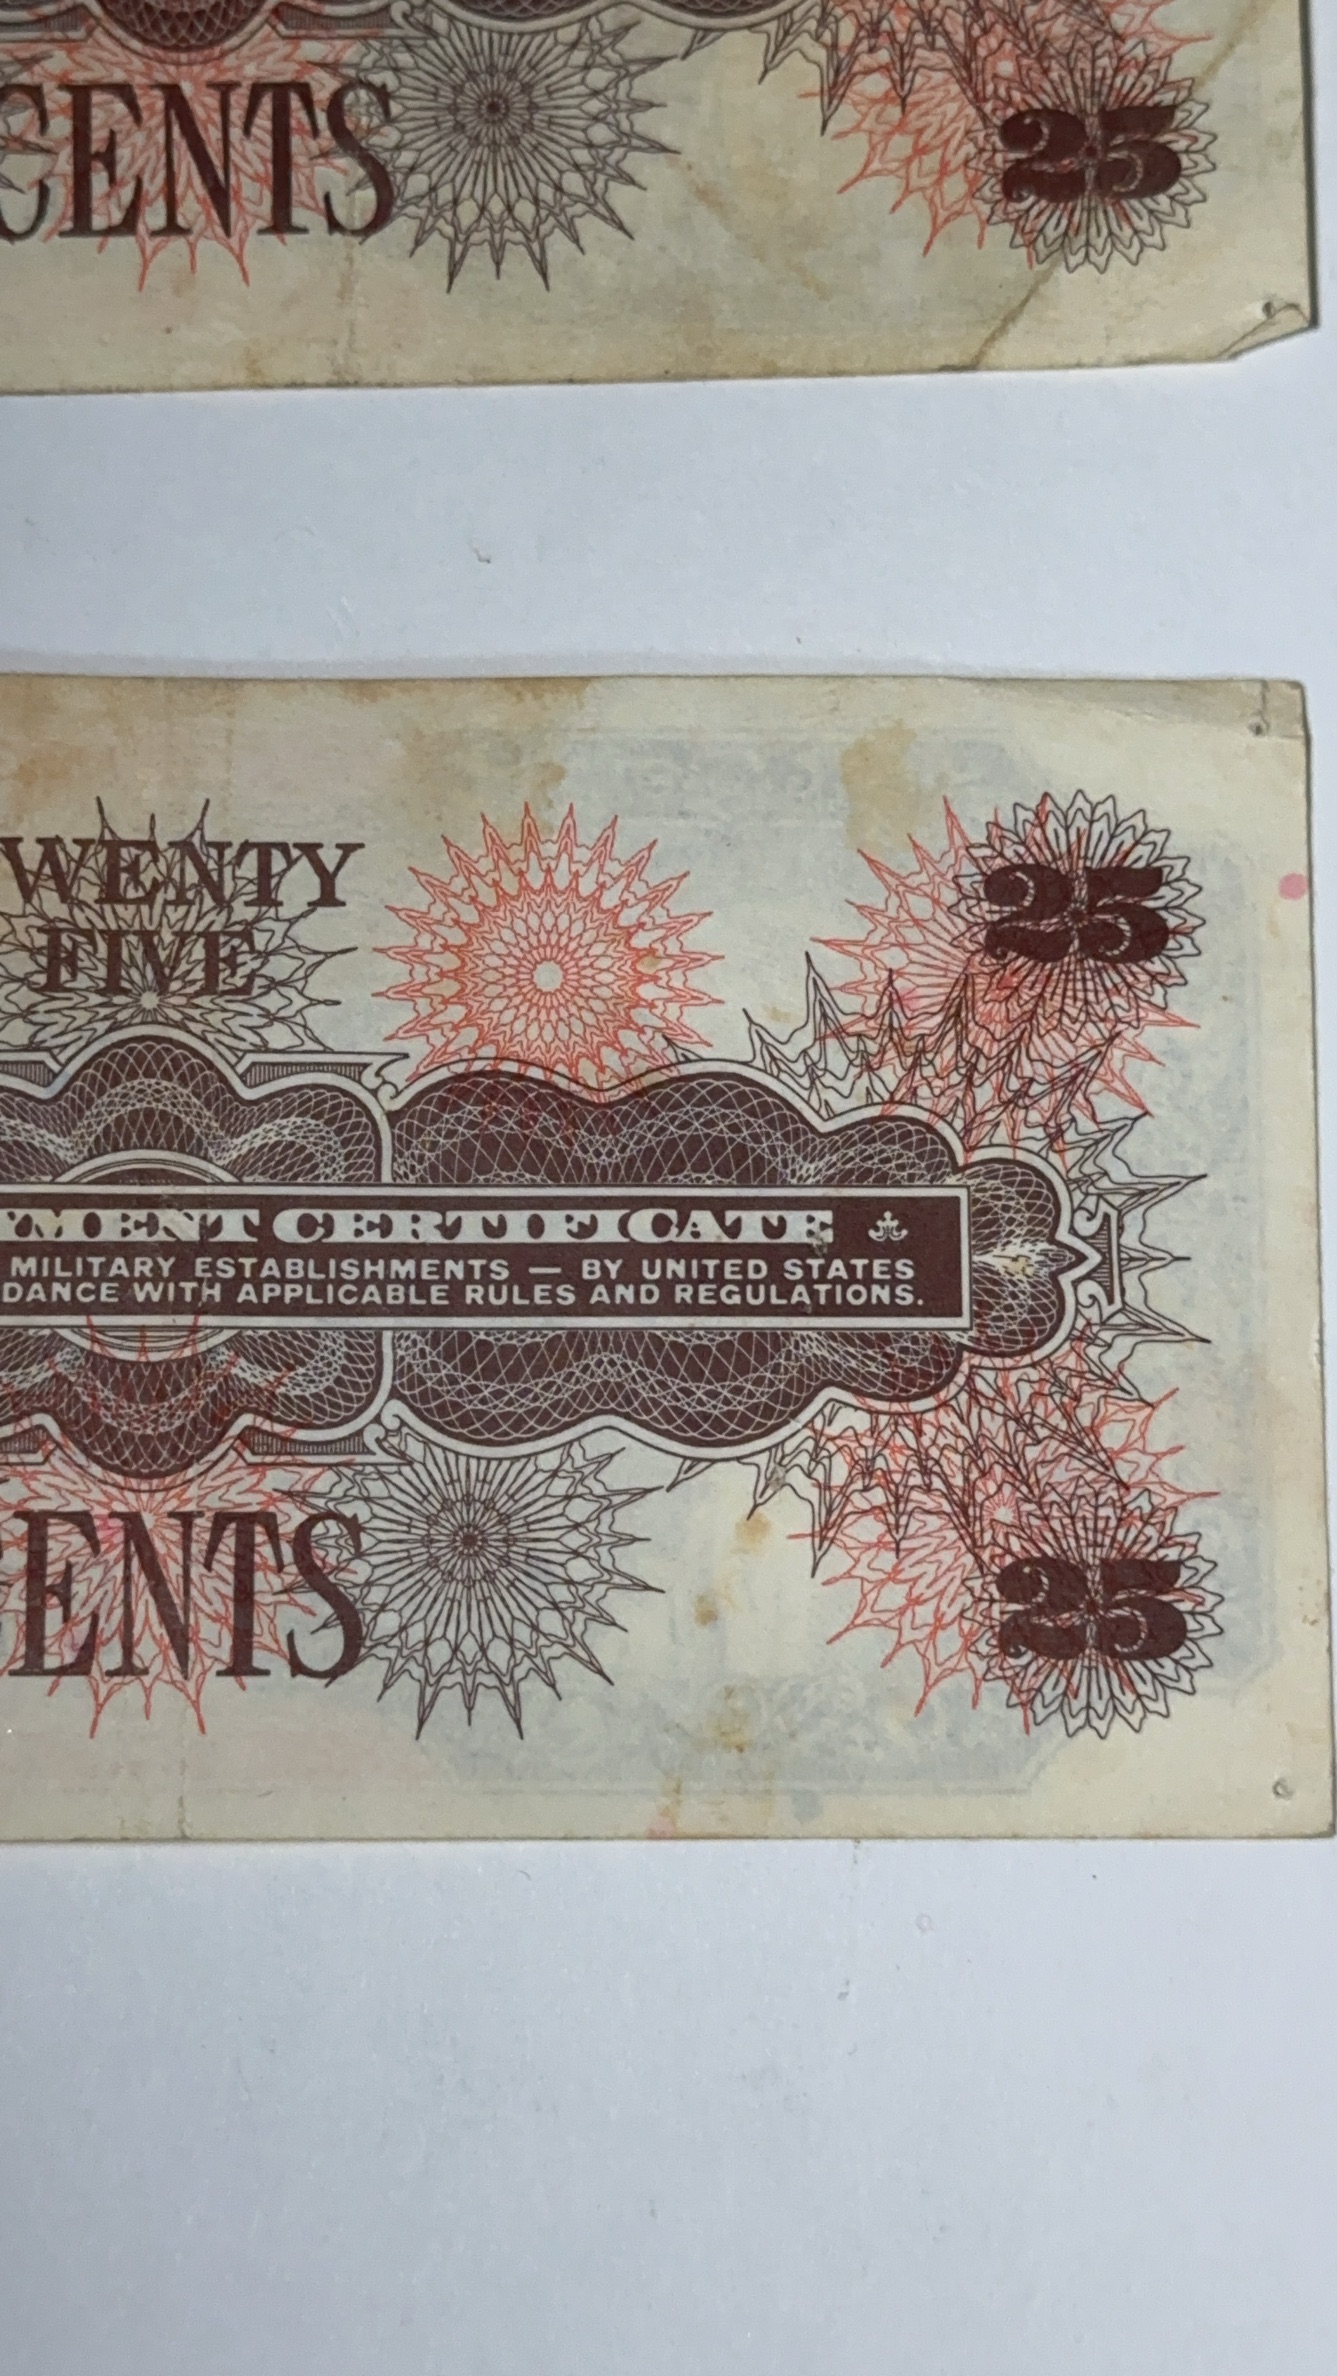 CENTS
25
WENTY
FIVE
25
YMENT CERTIFICATE
MILITARY ESTABLISHMENTS — BY UNITED STATES
DANCE WITH APPLICABLE RULES AND REGULATIONS.
CENTS
25